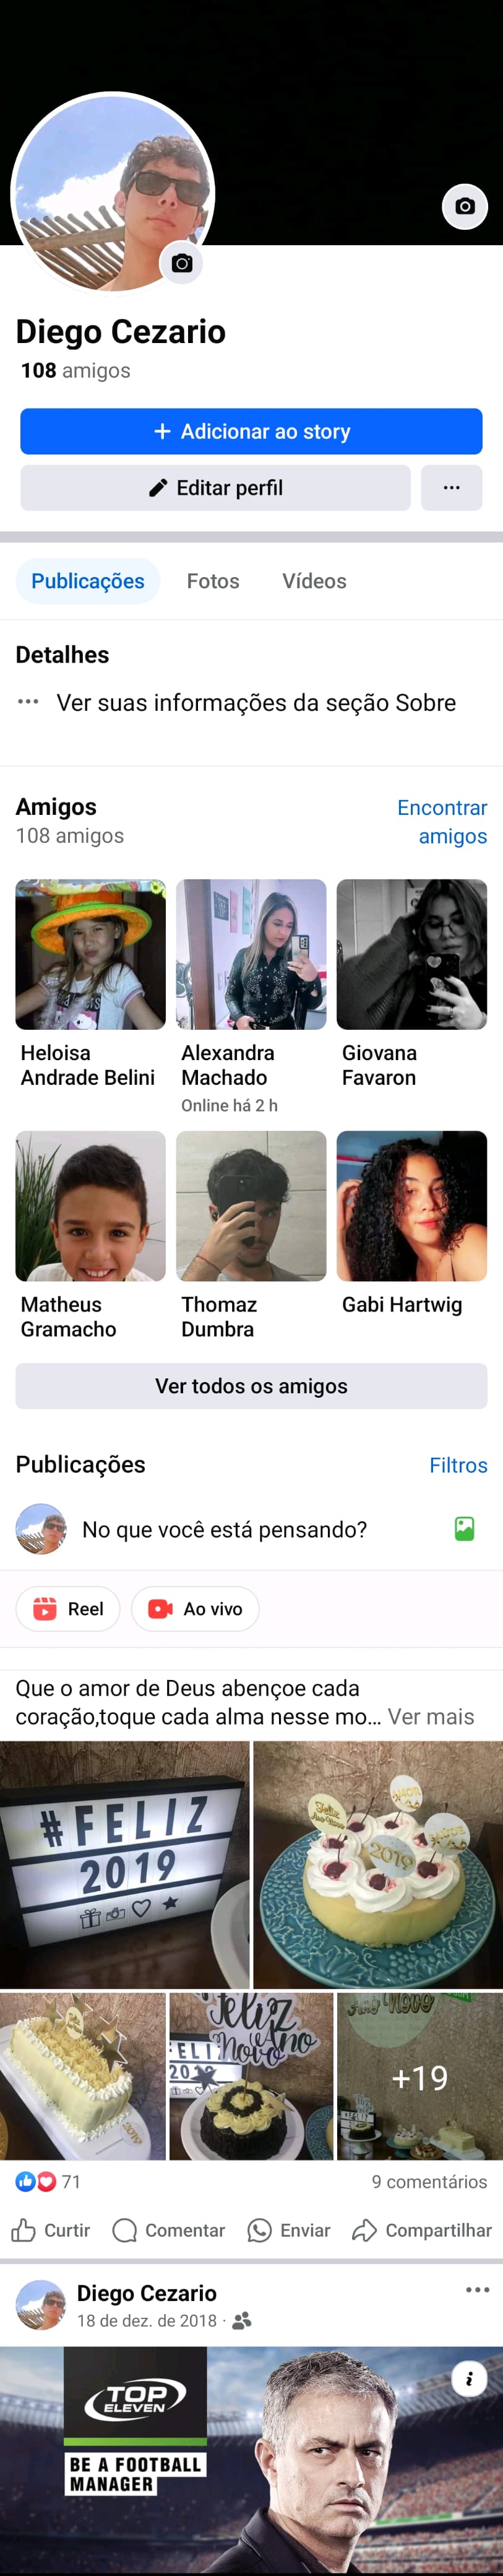 Diego Cezario
108 amigos
+ Adicionar ao story
Editar perfil
Publicações Fotos Vídeos
Detalhes
Ver suas informações da seção Sobre
Amigos
108 amigos
Encontrar
amigos
Heloisa
Andrade Belini
Alexandra
Machado
Online há 2 h
Giovana
Favaron
Matheus
Gramacho
Thomaz
Dumbra
Gabi Hartwig
Ver todos os amigos
Publicações
Filtros
No que você está pensando?
Reel
Ao vivo
Que o amor de Deus abençoe cada
coração,toque cada alma nesse mo... Ver mais
#FELIZ
2019
Feliz
Ano Novo
AMOR
2019
2019
Feliz
Ano
Novo
Ano Novo
+19
71
9 comentários
Curtir Comentar Enviar Compartilhar
Diego Cezario
18 de dez. de 2018 ·
TOP
ELEVEN
BE A FOOTBALL
MANAGER